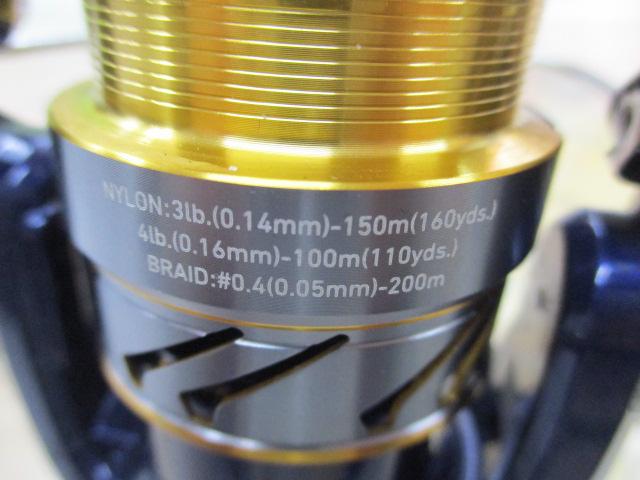 NYLON:3lb.(0.14mm)-150m(160yds.)
4lb.(0.16mm)-100m(110yds.)
BRAID:#0.4(0.05mm)-200m